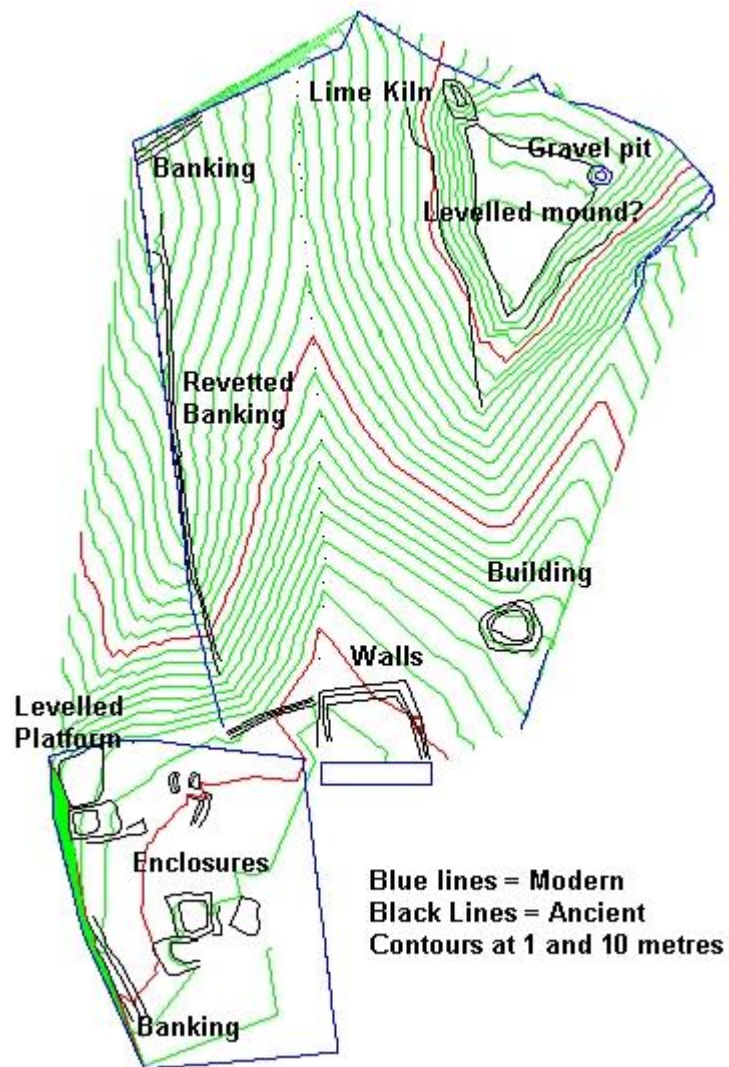 Lime Kiln
Banking
Gravel pit
Levelled mound?
Revetted
Banking
Building
Walls
Levelled
Platform
Enclosures
Blue lines = Modern
Black Lines = Ancient
Contours at 1 and 10 metres
Banking